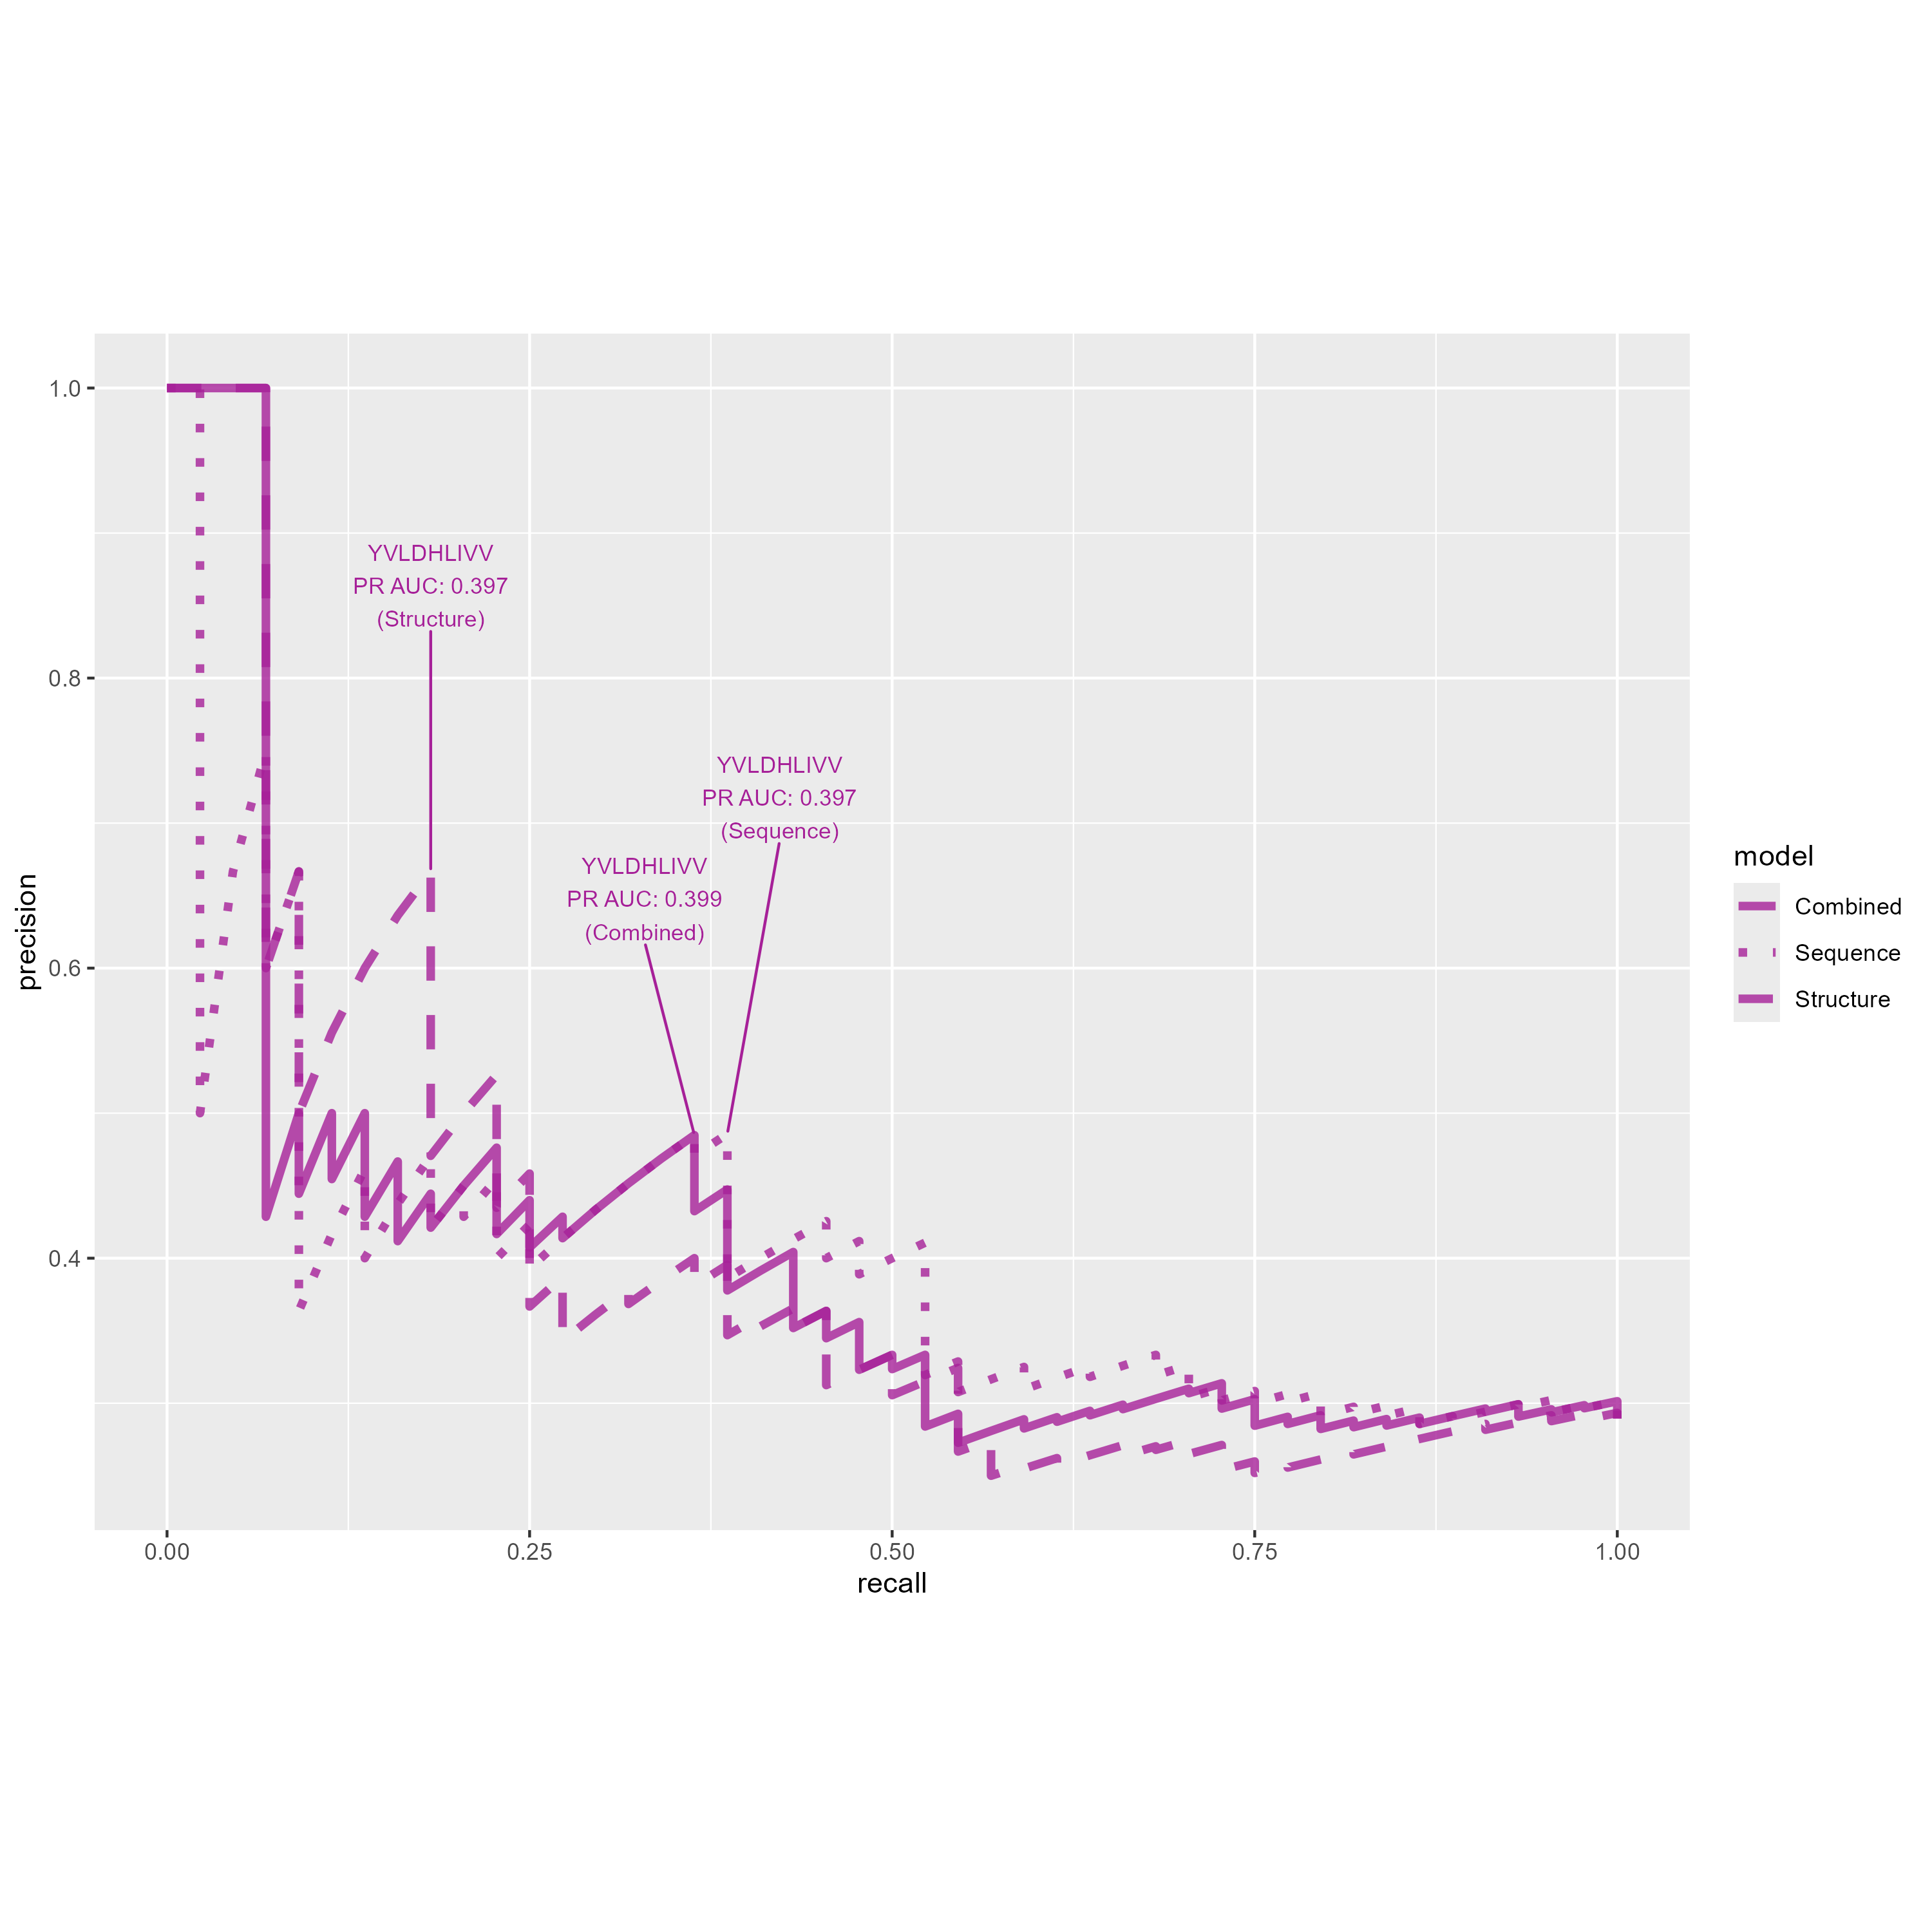 1.0
0.8
0.6
0.4
precision
YVLDHLIVV
PR AUC: 0.397
(Structure)
YVLDHLIVV
PR AUC: 0.397
(Sequence)
YVLDHLIVV
PR AUC: 0.399
(Combined)
0.00
0.25
0.50
0.75
1.00
recall
model
Combined
Sequence
Structure